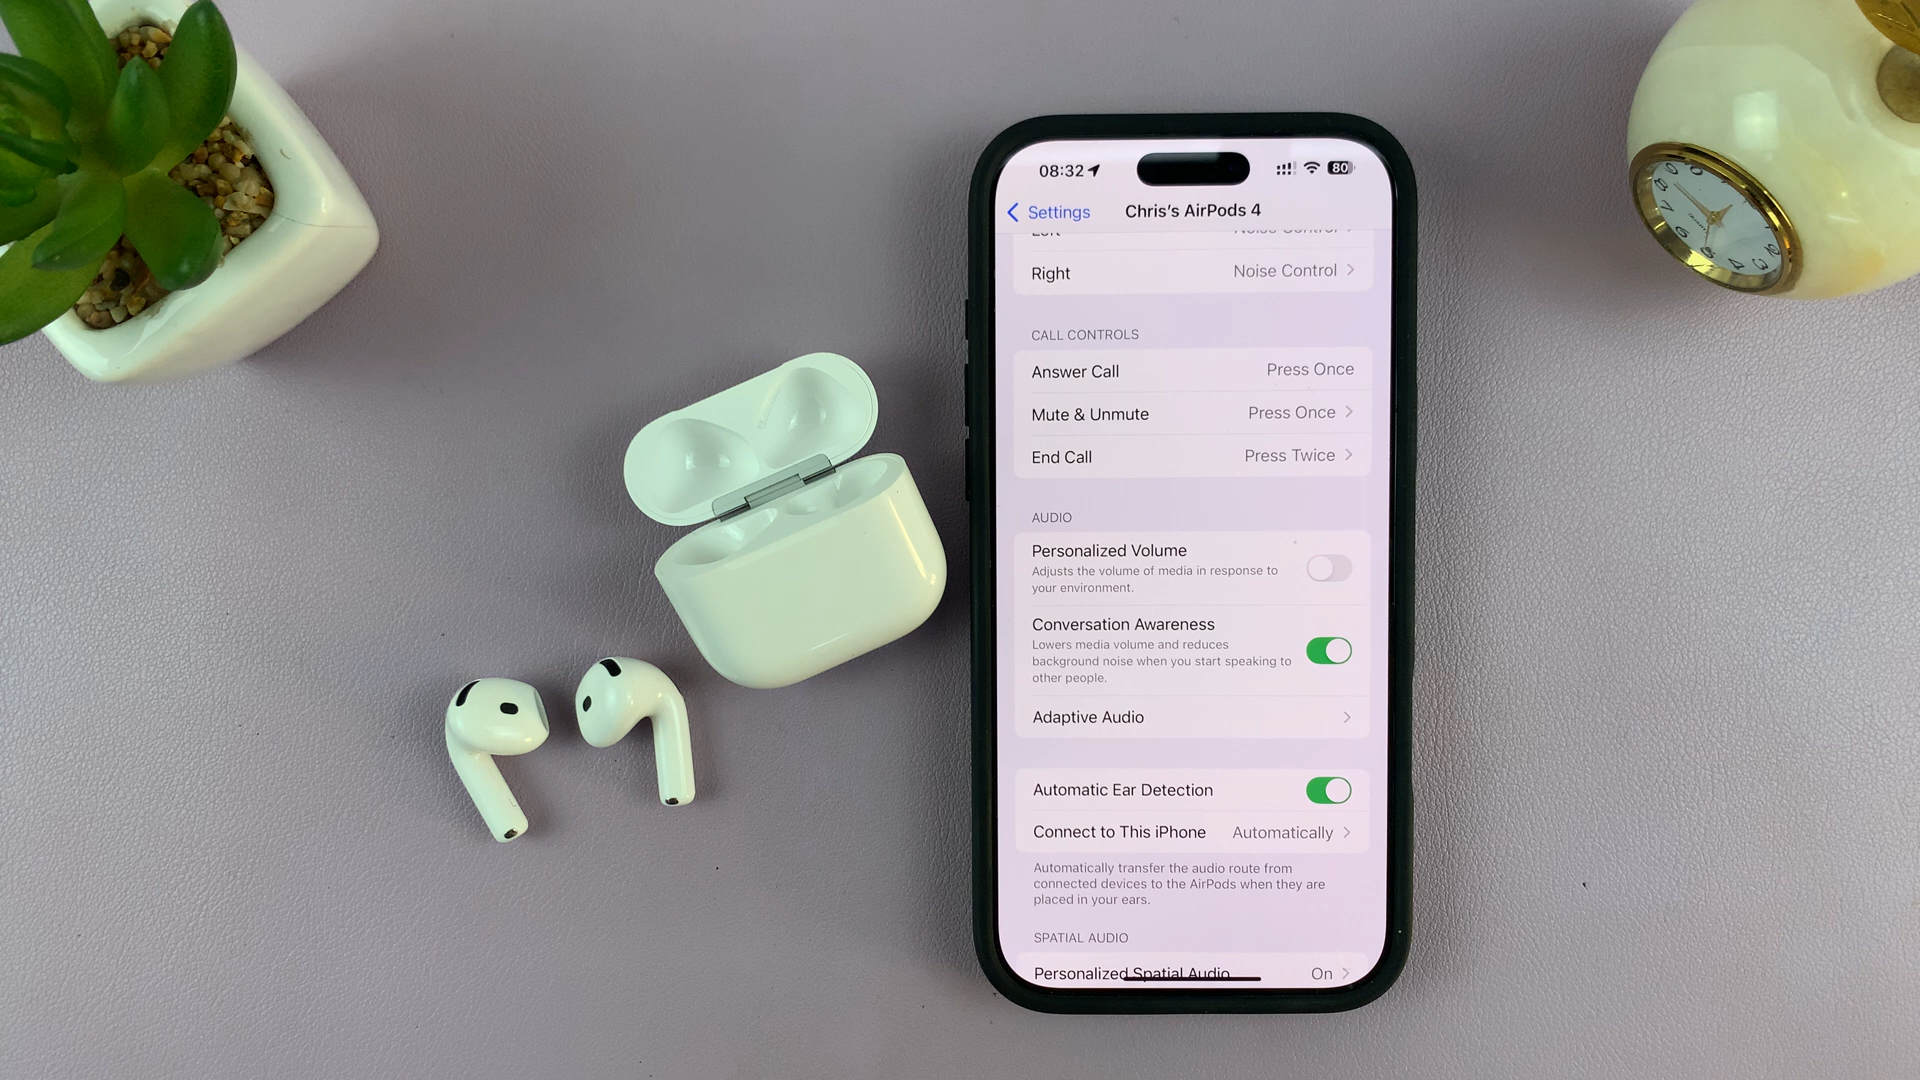 08:32
80
Settings
Chris's AirPods 4
Left
Noise Control
Right
Noise Control
CALL CONTROLS
Answer Call
Press Once
Mute & Unmute
Press Once
End Call
Press Twice
AUDIO
Personalized Volume
Adjusts the volume of media in response to
your environment.
Conversation Awareness
Lowers media volume and reduces
background noise when you start speaking to
other people.
Adaptive Audio
Automatic Ear Detection
Connect to This iPhone
Automatically
Automatically transfer the audio route from
connected devices to the AirPods when they are
placed in your ears.
SPATIAL AUDIO
Personalized Spatial Audio
On